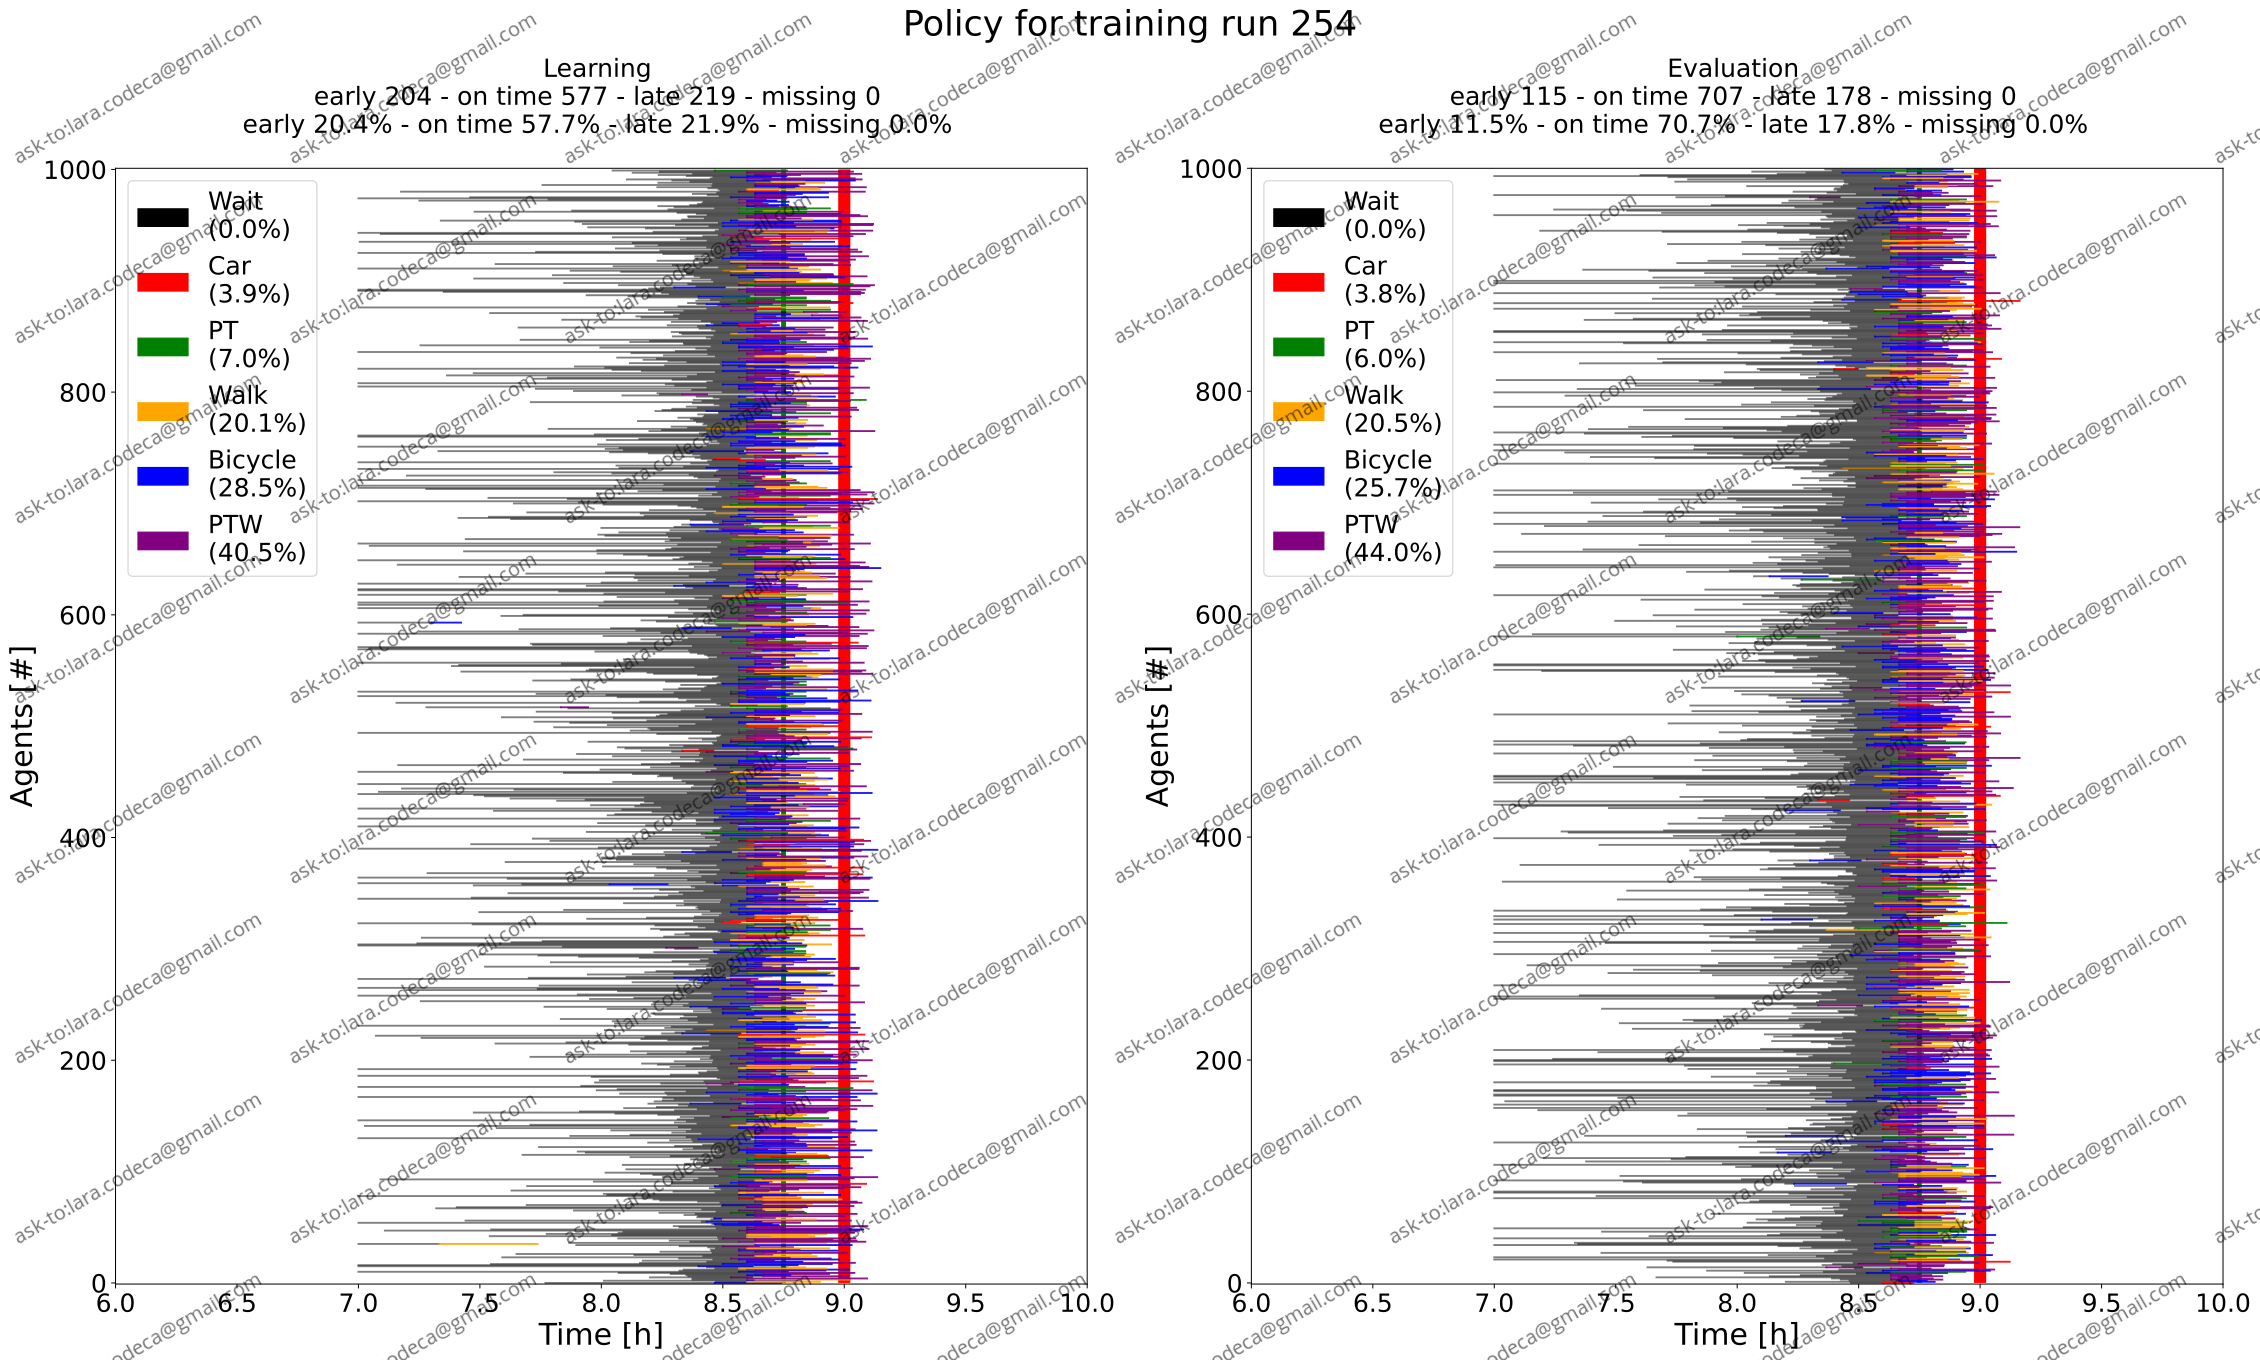 Policy for training run 254
Learning
early 204 - on time 577 - late 219 - missing 0
early 20.4% - on time 57.7% - late 21.9% - missing 0.0%
1000
800
600
400
200
0
Agents [#]
Wait
(0.0%)
Car
(3.9%)
PT
(7.0%)
Walk
(20.1%)
Bicycle
(28.5%)
PTW
(40.5%)
6.0 6.5 7.0 7.5 8.0 8.5 9.0 9.5 10.0
Time [h]
Evaluation
early 115 - on time 707 - late 178 - missing 0
early 11.5% - on time 70.7% - late 17.8% - missing 0.0%
1000
800
600
400
200
0
Agents [#]
Wait
(0.0%)
Car
(3.8%)
PT
(6.0%)
Walk
(20.5%)
Bicycle
(25.7%)
PTW
(44.0%)
6.0 6.5 7.0 7.5 8.0 8.5 9.0 9.5 10.0
Time [h]
ask-to:lara.codeca@gmail.com